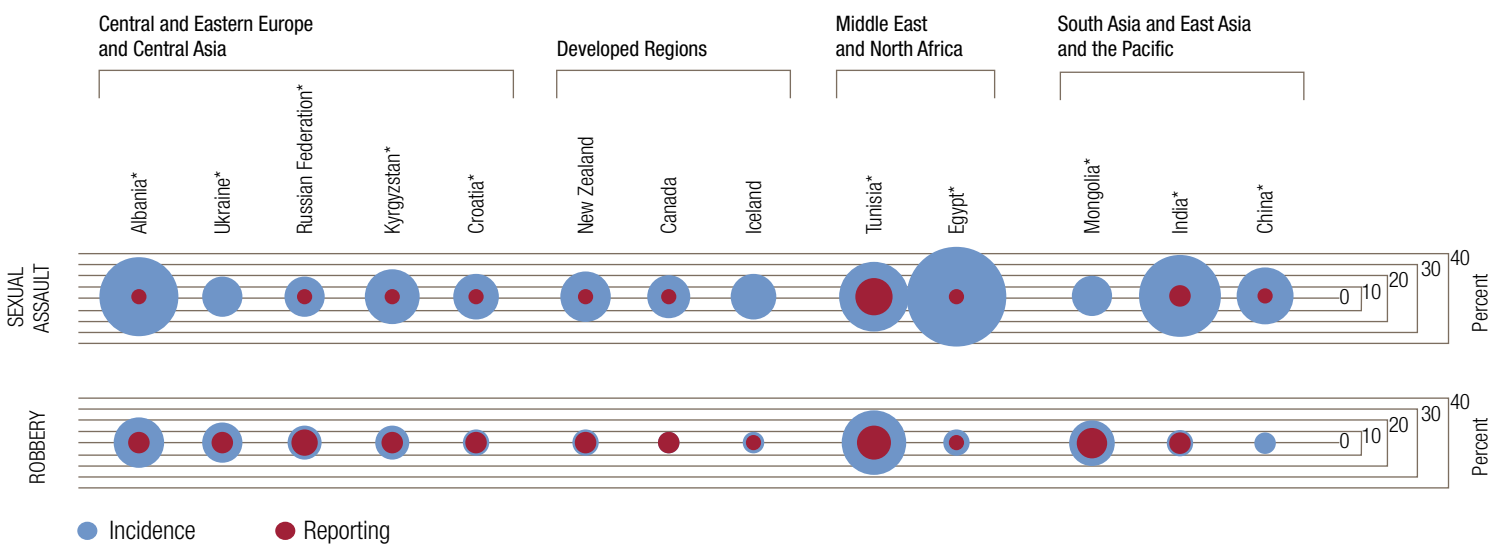 Central and Eastern Europe
and Central Asia
Developed Regions
Middle East
and North Africa
South Asia and East Asia
and the Pacific
Albania*
Ukraine*
Russian Federation*
Kyrgyzstan*
Croatia*
New Zealand
Canada
Iceland
Tunisia*
Egypt*
Mongolia*
India*
China*
SEXUAL
ASSAULT
0 10 20 30 40
Percent
ROBBERY
0 10 20 30 40
Percent
Incidence
Reporting